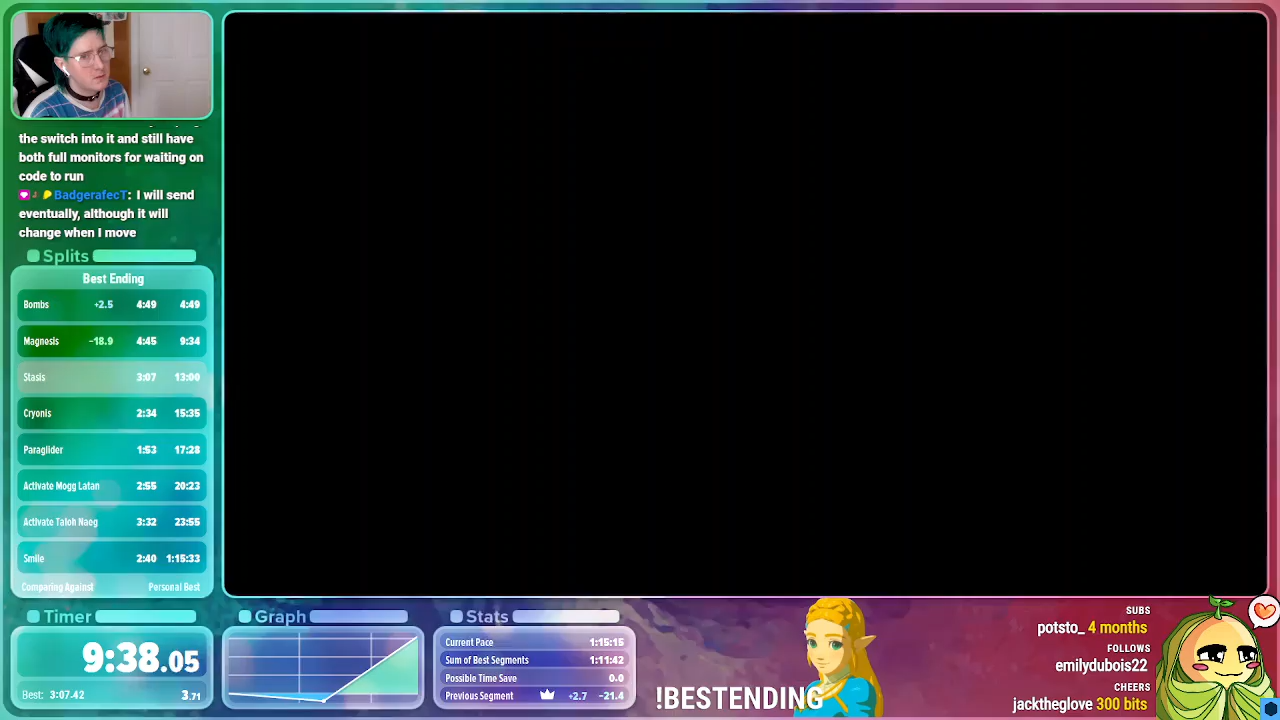 the switch into it and still have
both full monitors for waiting on
code to run
BadgerafecT: I will send
eventually, although it will
change when I move
Splits
Best Ending
Bombs +2.5 4:49 4:49
Magnesis -18.9 4:45 9:34
Stasis 3:07 13:00
Cryonis 2:34 15:35
Paraglider 1:53 17:28
Activate Mogg Latan 2:55 20:23
Activate Taloh Naeg 3:32 23:55
Smile 2:40 1:15:33
Comparing Against Personal Best
Timer
9:38.05
Best: 3:07.42 3.71
Graph
Stats
Current Pace 1:15:15
Sum of Best Segments 1:11:42
Possible Time Save 0.0
Previous Segment +2.7 -21.4
!BESTENDING
SUBS
potsto_ 4 months
FOLLOWS
emilydubois22
CHEERS
jacktheglove 300 bits